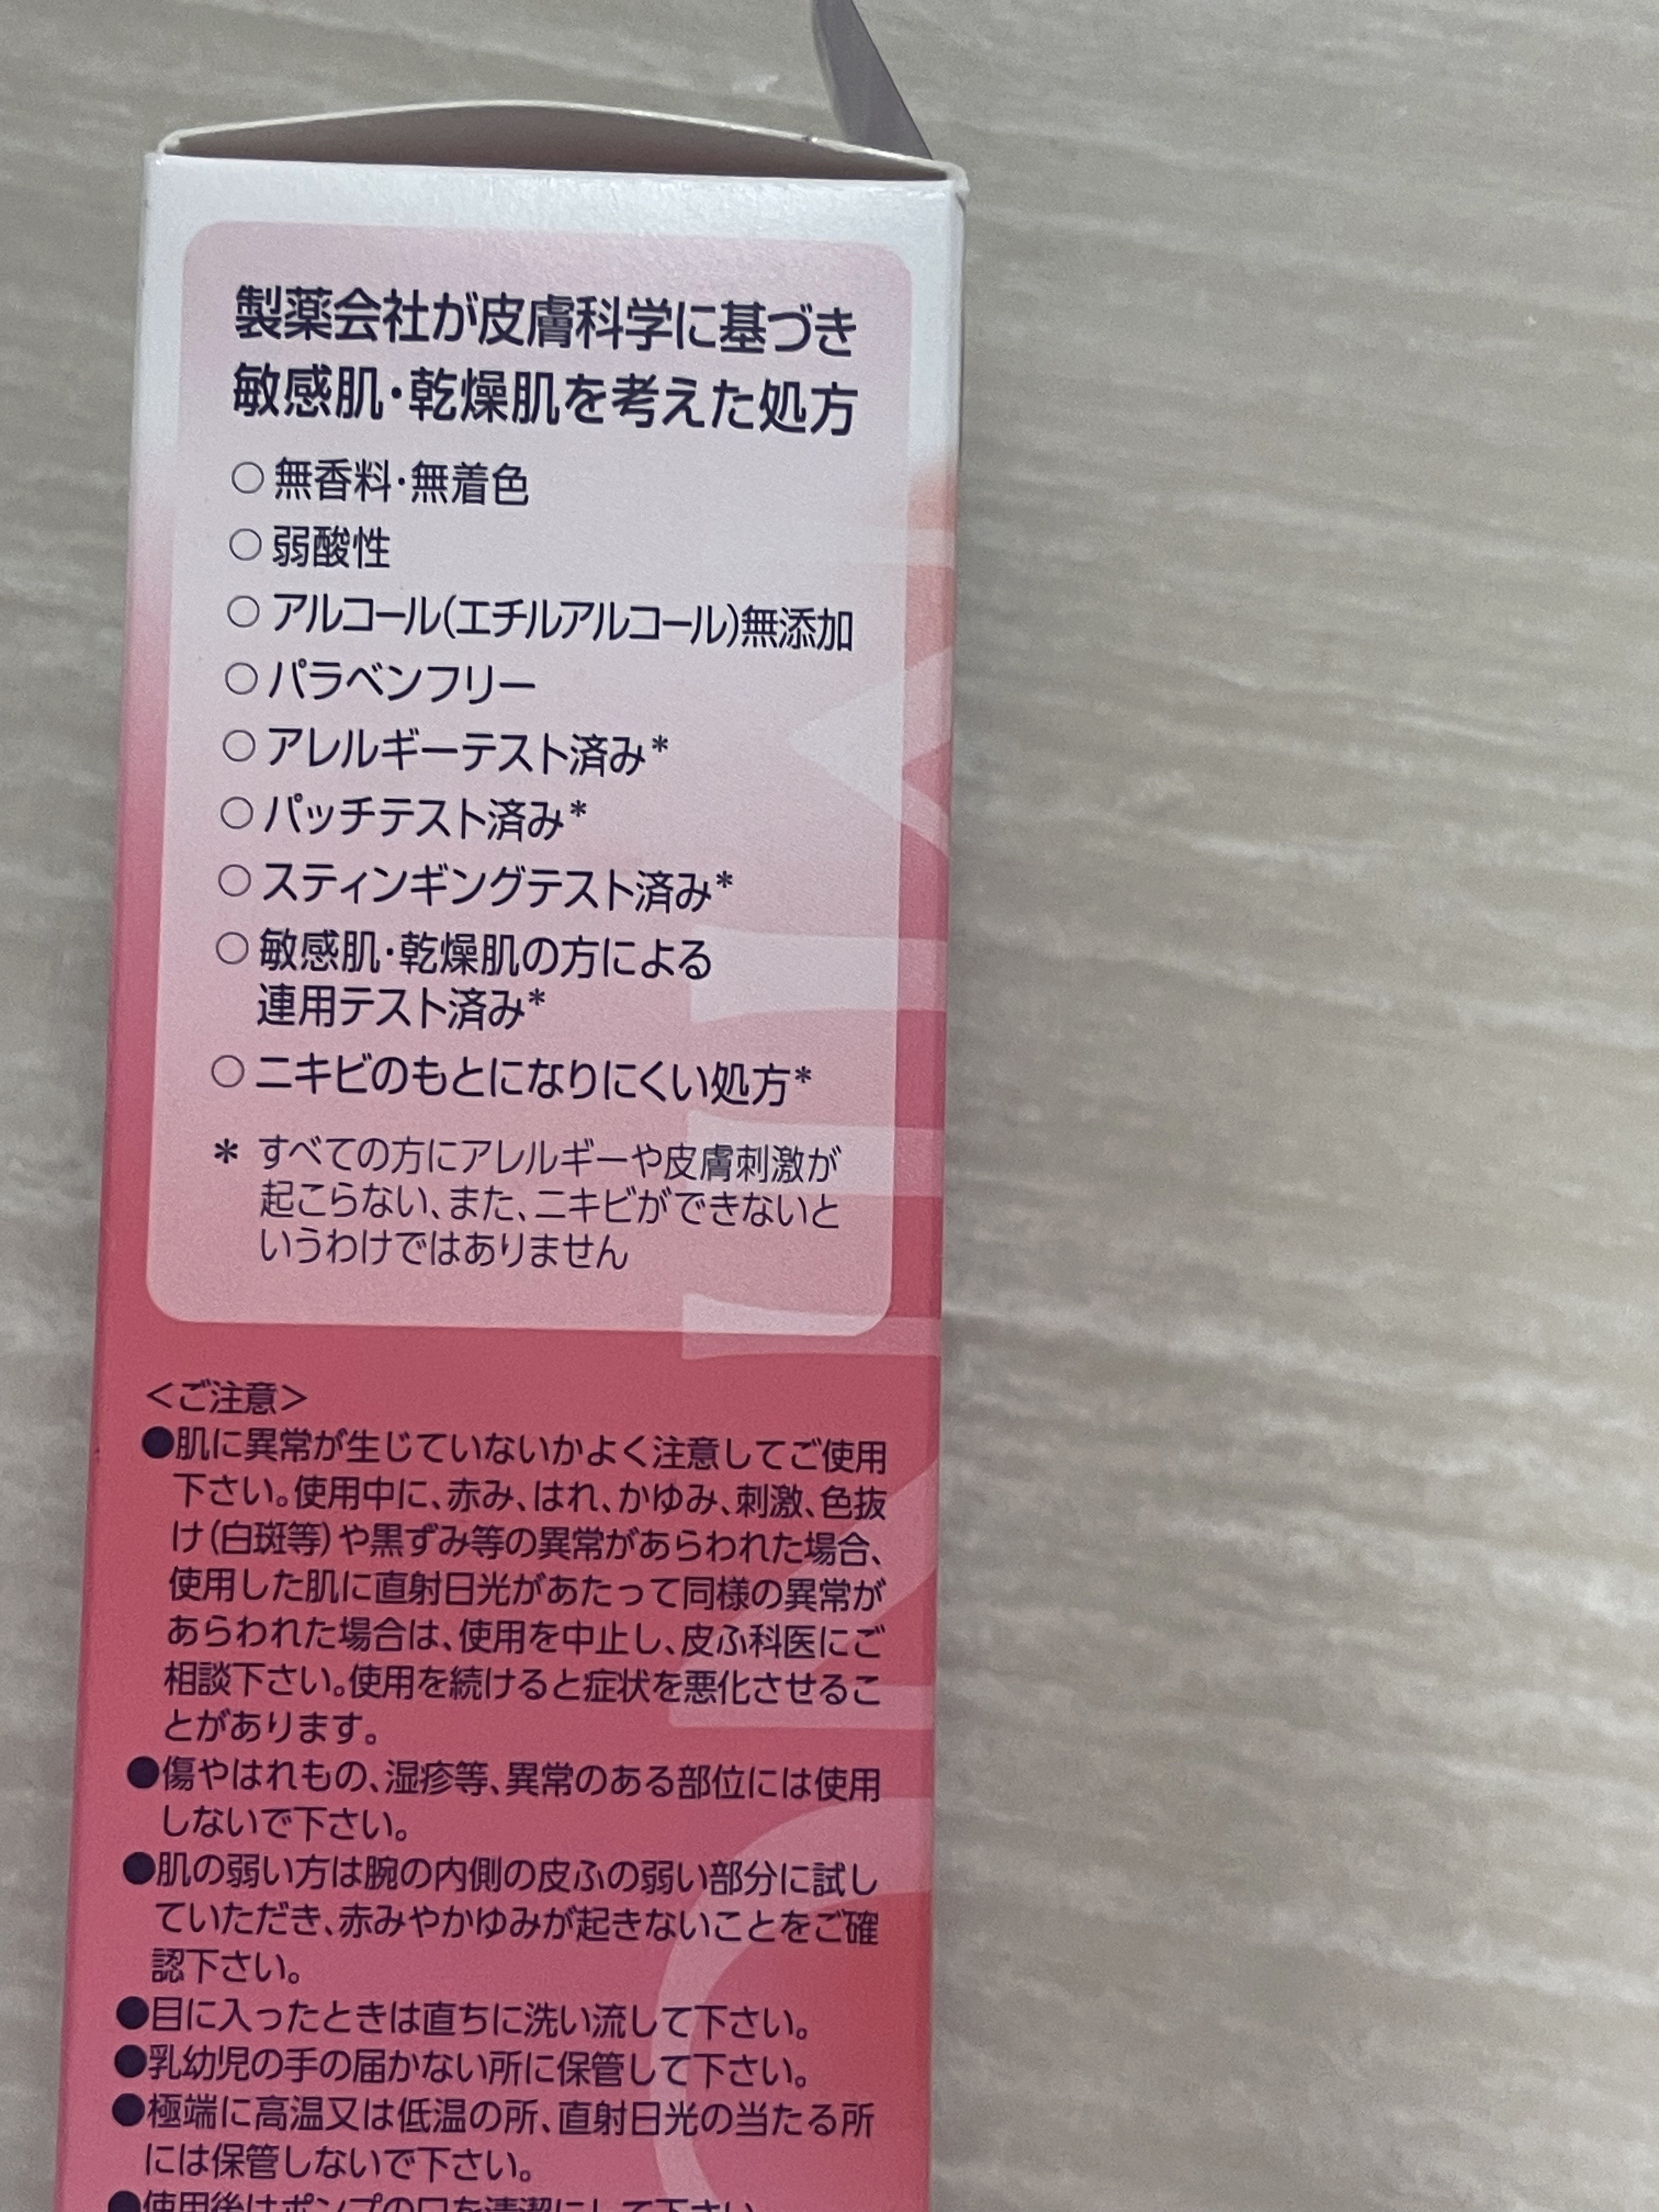 製薬会社が皮膚科学に基づき
敏感肌・乾燥肌を考えた処方
○ 無香料・無着色
○ 弱酸性
○ アルコール(エチルアルコール)無添加
○ パラベンフリー
○ アレルギーテスト済み*
○ パッチテスト済み*
○ スティンギングテスト済み*
○ 敏感肌・乾燥肌の方による
連用テスト済み*
○ ニキビのもとになりにくい処方*
* すべての方にアレルギーや皮膚刺激が
起こらない、また、ニキビができないと
いうわけではありません
<ご注意>
●肌に異常が生じていないかよく注意してご使用
下さい。使用中に、赤み、はれ、かゆみ、刺激、色抜
け(白斑等)や黒ずみ等の異常があらわれた場合、
使用した肌に直射日光があたって同様の異常が
あらわれた場合は、使用を中止し、皮ふ科医にご
相談下さい。使用を続けると症状を悪化させるこ
とがあります。
●傷やはれもの、湿疹等、異常のある部位には使用
しないで下さい。
●肌の弱い方は腕の内側の皮ふの弱い部分に試し
ていただき、赤みやかゆみが起きないことをご確
認下さい。
●目に入ったときは直ちに洗い流して下さい。
●乳幼児の手の届かない所に保管して下さい。
●極端に高温又は低温の所、直射日光の当たる所
には保管しないで下さい。
●使用後はポンプの口を清潔にして下さい